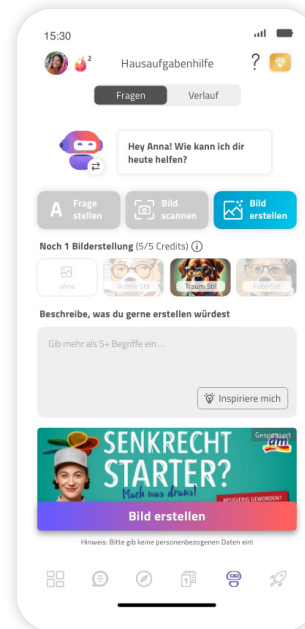 15:30
2
Hausaufgabenhilfe
?
Fragen
Verlauf
Hey Anna! Wie kann ich dir
heute helfen?
A Frage
stellen
Bild
scannen
Bild
erstellen
Noch 1 Bilderstellung (5/5 Credits) i
ohne
Anime Stil
Traum Stil
Foto Stil
Beschreibe, was du gerne erstellen würdest
Gib mehr als 5+ Begriffe ein ...
Inspiriere mich
Gesponsert
dm
SENKRECHT
STARTER?
Mach was draus!
NEUGIERIG GEWORDEN?
Bild erstellen
Hinweis: Bitte gib keine personenbezogenen Daten ein!
1